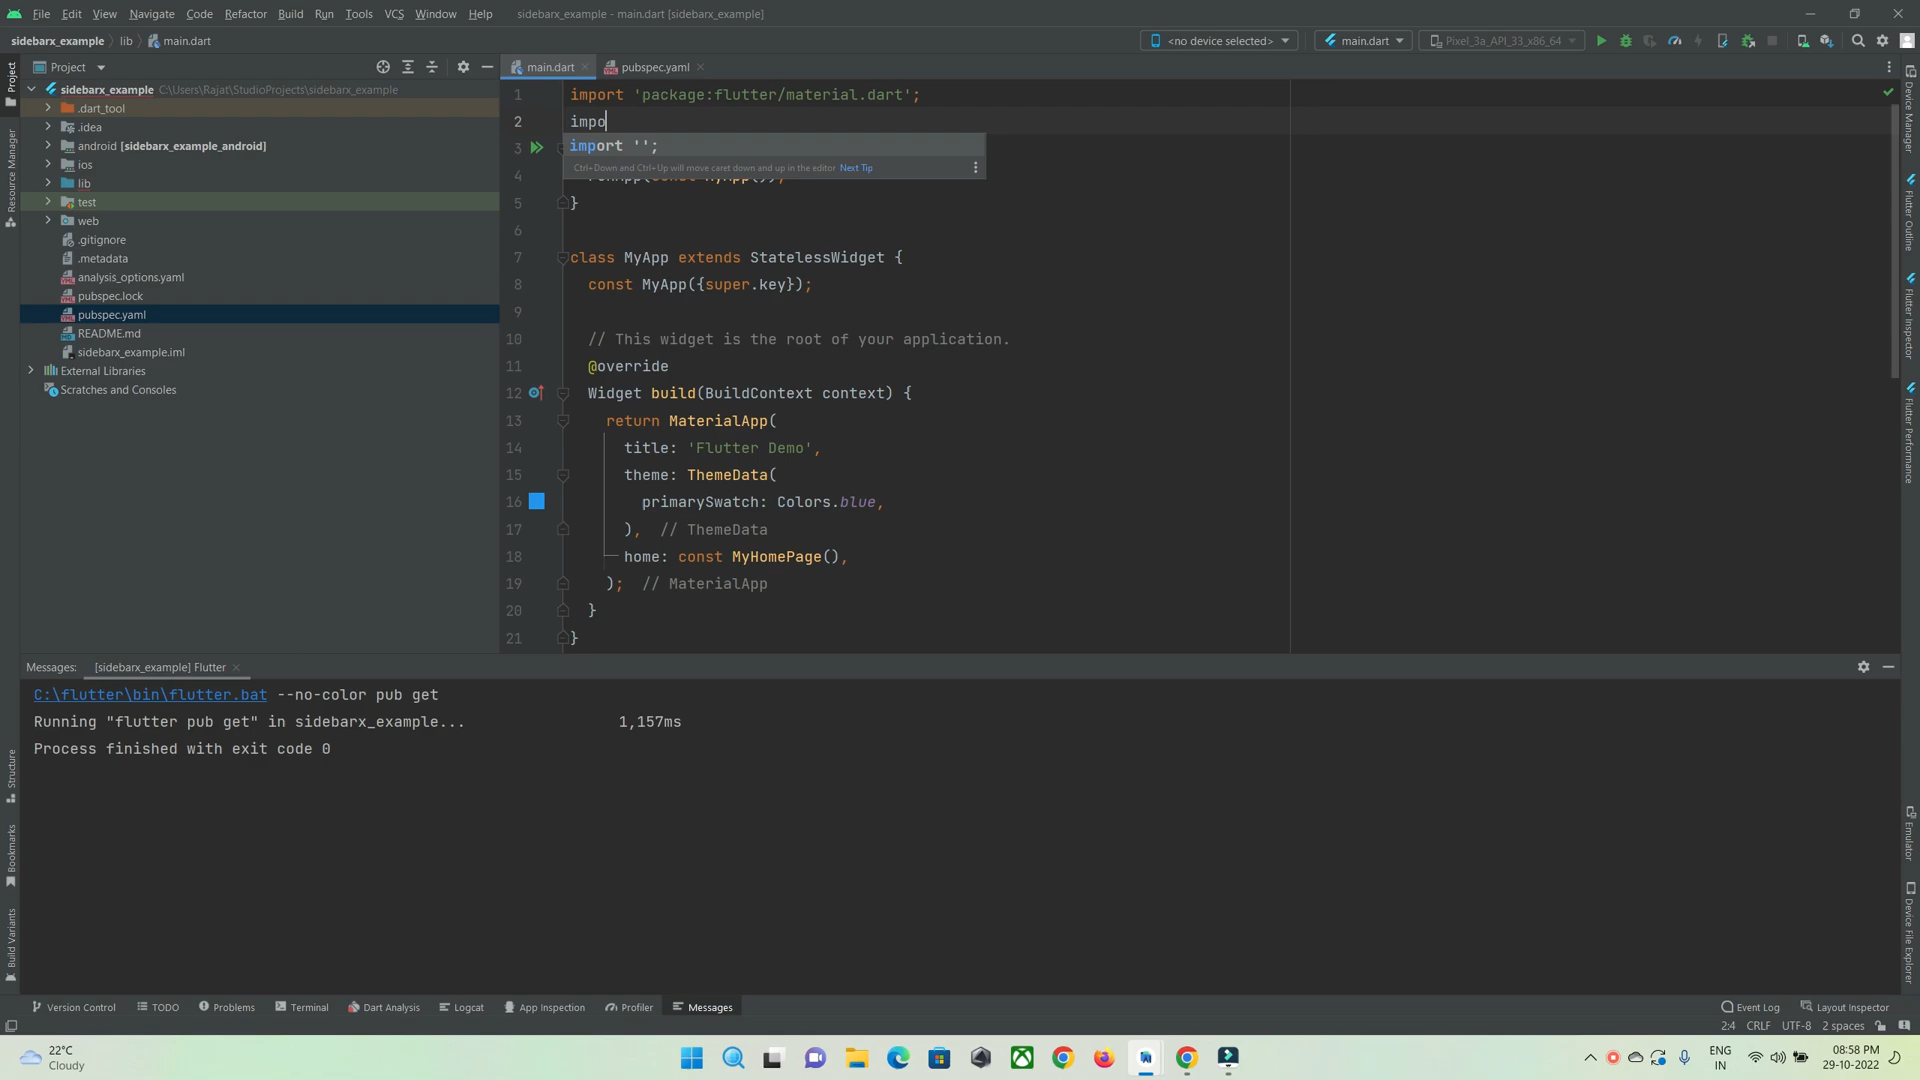 File Edit View Navigate Code Refactor Build Run Tools VCS Window Help sidebarx_example - main.dart [sidebarx_example]
sidebarx_example lib main.dart <no device selected> main.dart Pixel_3a_API_33_x86_64
Project main.dart pubspec.yaml
sidebarx_example C:\Users\Rajat\StudioProjects\sidebarx_example
.dart_tool
.idea
android [sidebarx_example_android]
ios
lib
test
web
.gitignore
.metadata
analysis_options.yaml
pubspec.lock
pubspec.yaml
README.md
sidebarx_example.iml
External Libraries
Scratches and Consoles
1 import 'package:flutter/material.dart';
2 impo
import '';
Ctrl+Down and Ctrl+Up will move caret down and up in the editor Next Tip
3
4
5 }
6
7 class MyApp extends StatelessWidget {
8 const MyApp({super.key});
9
10 // This widget is the root of your application.
11 @override
12 Widget build(BuildContext context) {
13 return MaterialApp(
14 title: 'Flutter Demo',
15 theme: ThemeData(
16 primarySwatch: Colors.blue,
17 ), // ThemeData
18 home: const MyHomePage(),
19 ); // MaterialApp
20 }
21 }
Messages: [sidebarx_example] Flutter
C:\flutter\bin\flutter.bat --no-color pub get
Running "flutter pub get" in sidebarx_example... 1,157ms
Process finished with exit code 0
Project
Resource Manager
Structure
Bookmarks
Build Variants
Device Manager
Flutter Outline
Flutter Inspector
Flutter Performance
Emulator
Device File Explorer
Version Control TODO Problems Terminal Dart Analysis Logcat App Inspection Profiler Messages Event Log Layout Inspector
2:4 CRLF UTF-8 2 spaces
22°C
Cloudy
ENG
IN
08:58 PM
29-10-2022